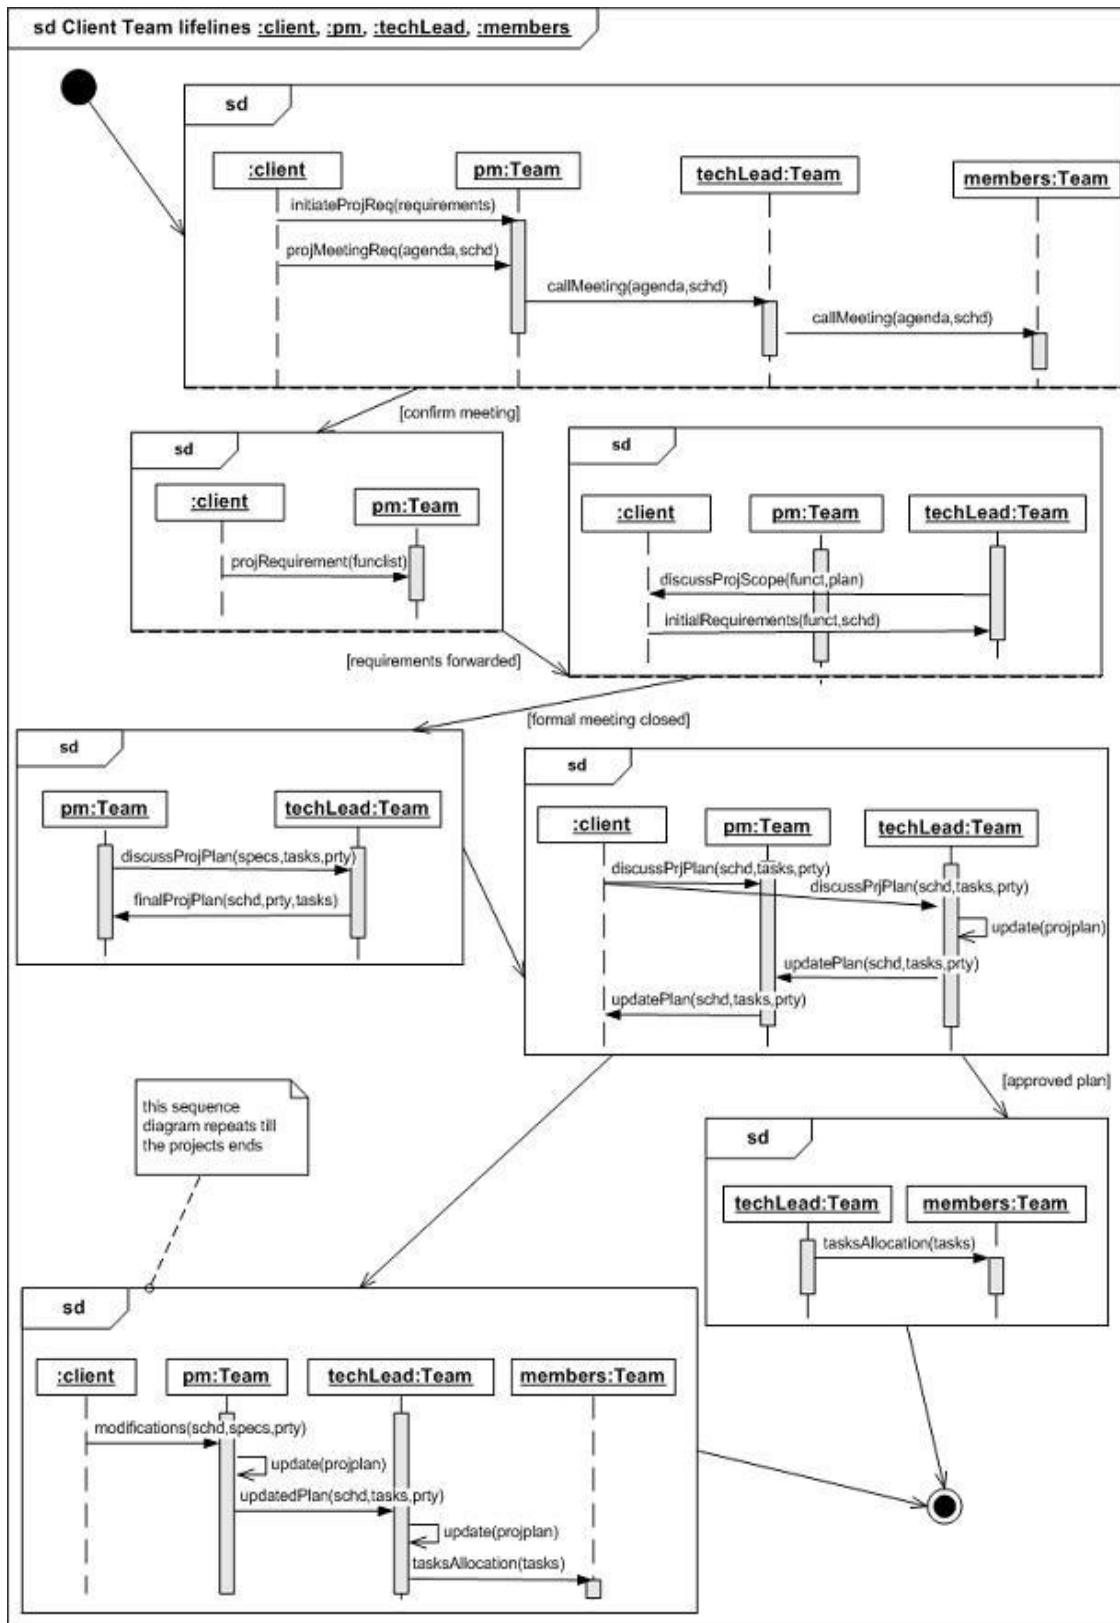 sd Client Team lifelines :client, :pm, :techLead, :members
sd
:client
pm:Team
techLead:Team
members:Team
initiateProjReq(requirements)
projMeetingReq(agenda,schd)
callMeeting(agenda,schd)
callMeeting(agenda,schd)
[confirm meeting]
sd
:client
pm:Team
projRequirement(funclist)
[requirements forwarded]
sd
:client
pm:Team
techLead:Team
discussProjScope(funct,plan)
initialRequirements(funct,schd)
[formal meeting closed]
sd
pm:Team
techLead:Team
discussProjPlan(specs,tasks,prty)
finalProjPlan(schd,prty,tasks)
sd
:client
pm:Team
techLead:Team
discussPrjPlan(schd,tasks,prty)
discussPrjPlan(schd,tasks,prty)
update(projplan)
updatePlan(schd,tasks,prty)
updatePlan(schd,tasks,prty)
[approved plan]
this sequence
diagram repeats till
the projects ends
sd
techLead:Team
members:Team
tasksAllocation(tasks)
sd
:client
pm:Team
techLead:Team
members:Team
modifications(schd,specs,prty)
update(projplan)
updatedPlan(schd,tasks,prty)
update(projplan)
tasksAllocation(tasks)